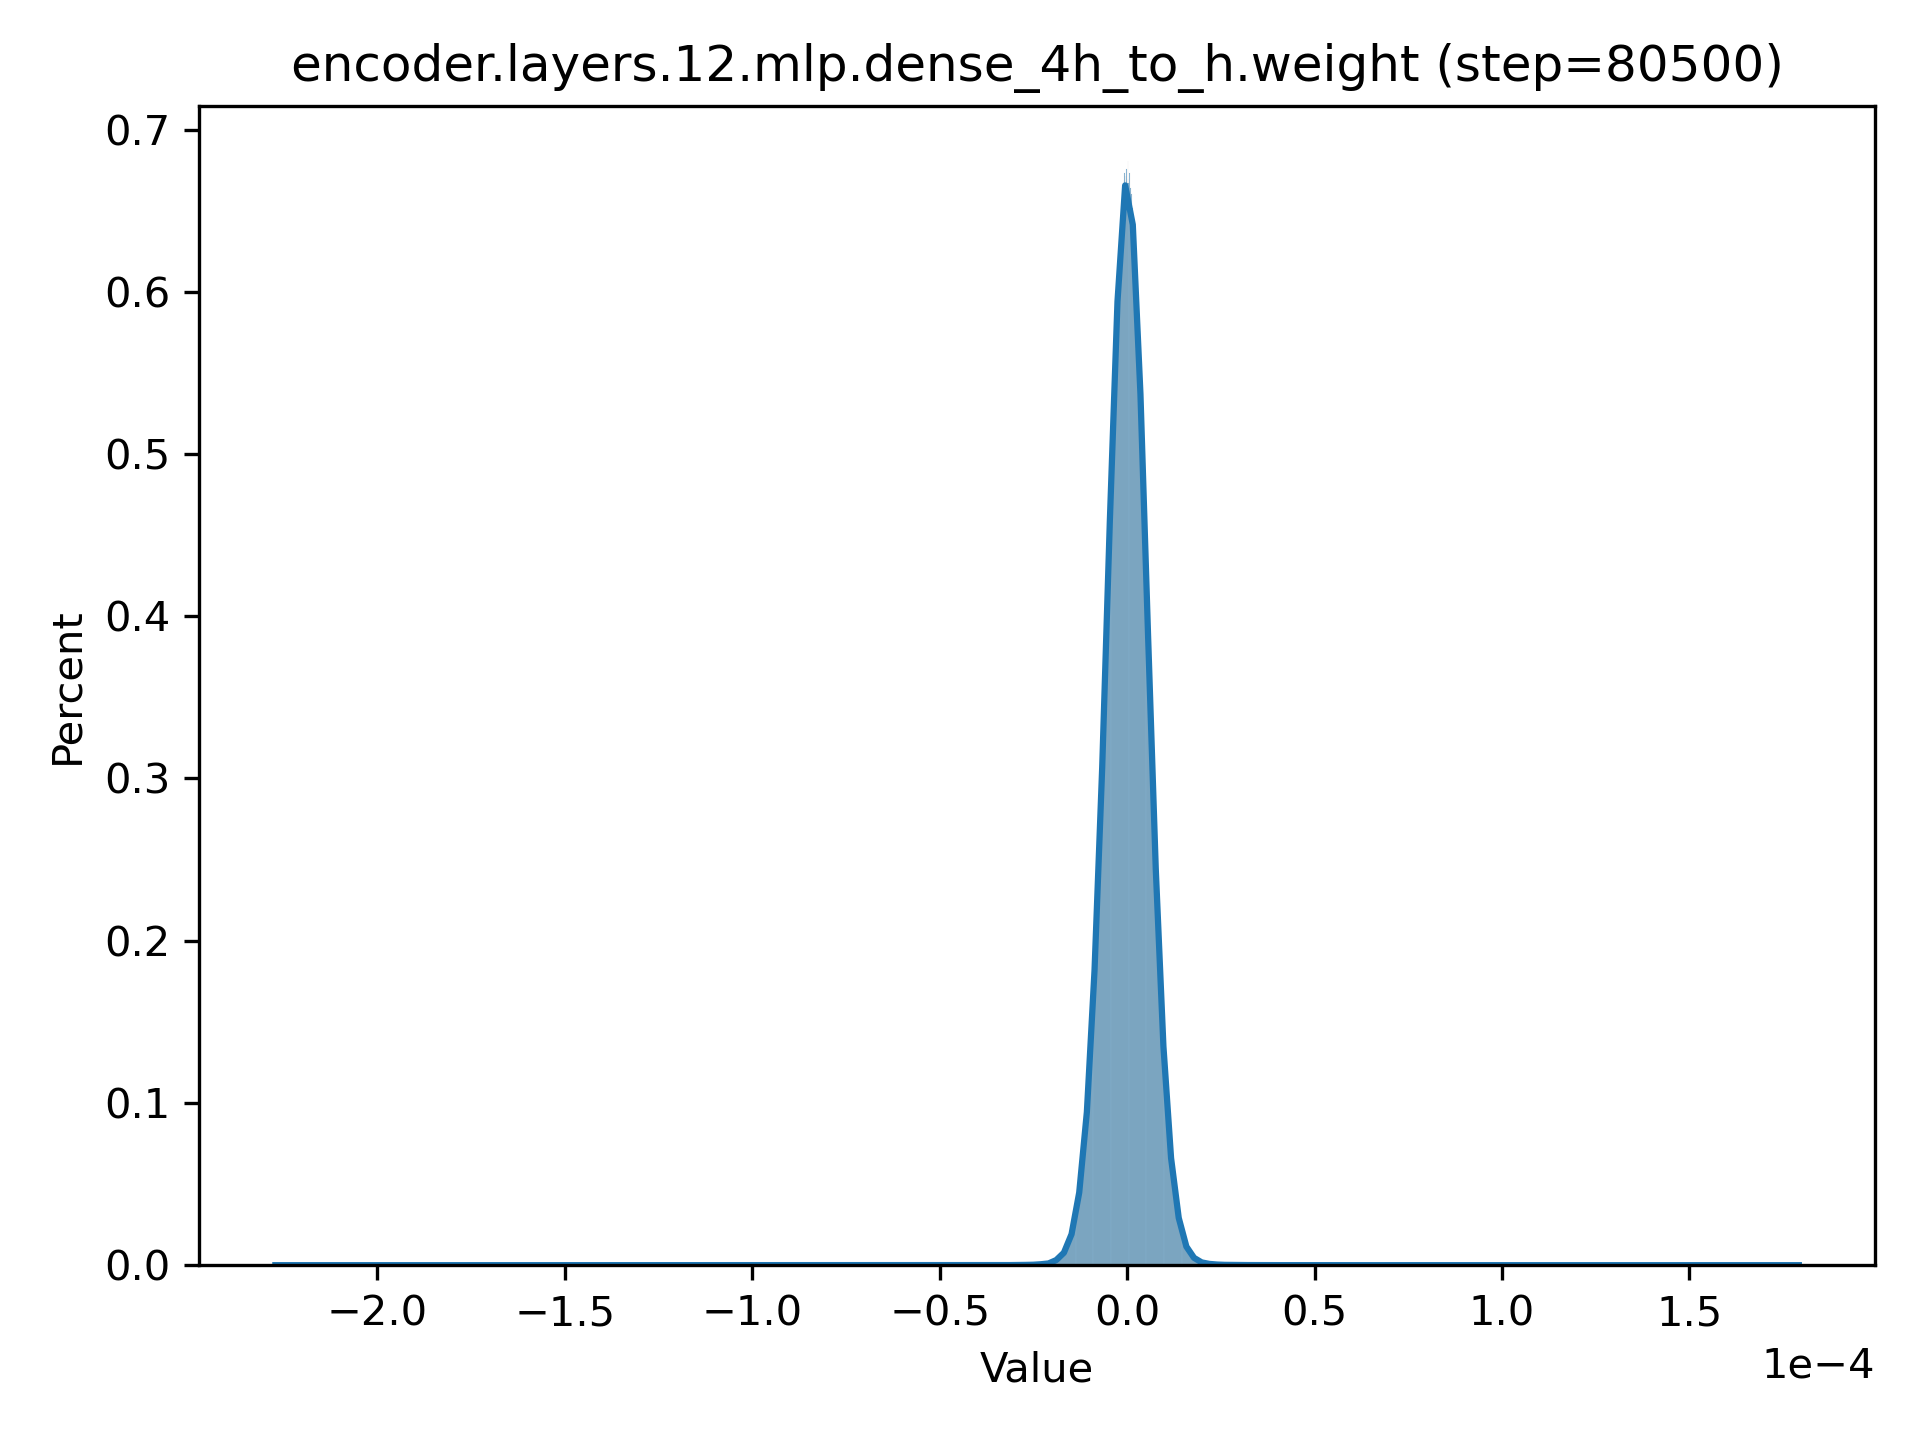 encoder.layers.12.mlp.dense_4h_to_h.weight (step=80500)
0.7
0.6
0.5
0.4
0.3
0.2
0.1
0.0
Percent
−2.0 −1.5 −1.0 −0.5 0.0 0.5 1.0 1.5
Value
1e−4